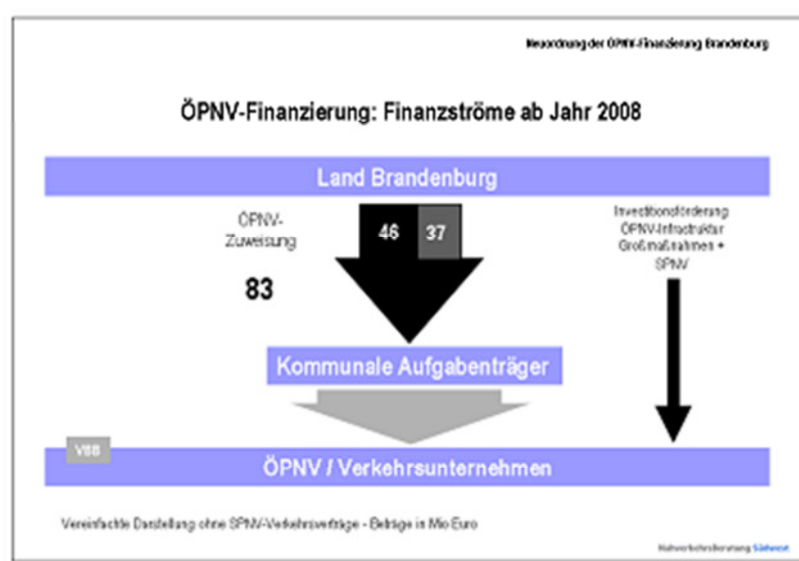 Neuordnung der ÖPNV-Finanzierung Brandenburg
ÖPNV-Finanzierung: Finanzströme ab Jahr 2008
Land Brandenburg
ÖPNV-
Zuweisung
83
46 37
Investitionsförderung
ÖPNV-Infrastruktur
Großmaßnahmen +
SPNV
Kommunale Aufgabenträger
VBB
ÖPNV / Verkehrsunternehmen
Vereinfachte Darstellung ohne SPNV-Verkehrsverträge - Beträge in Mio Euro
Nahverkehrsberatung Südwest